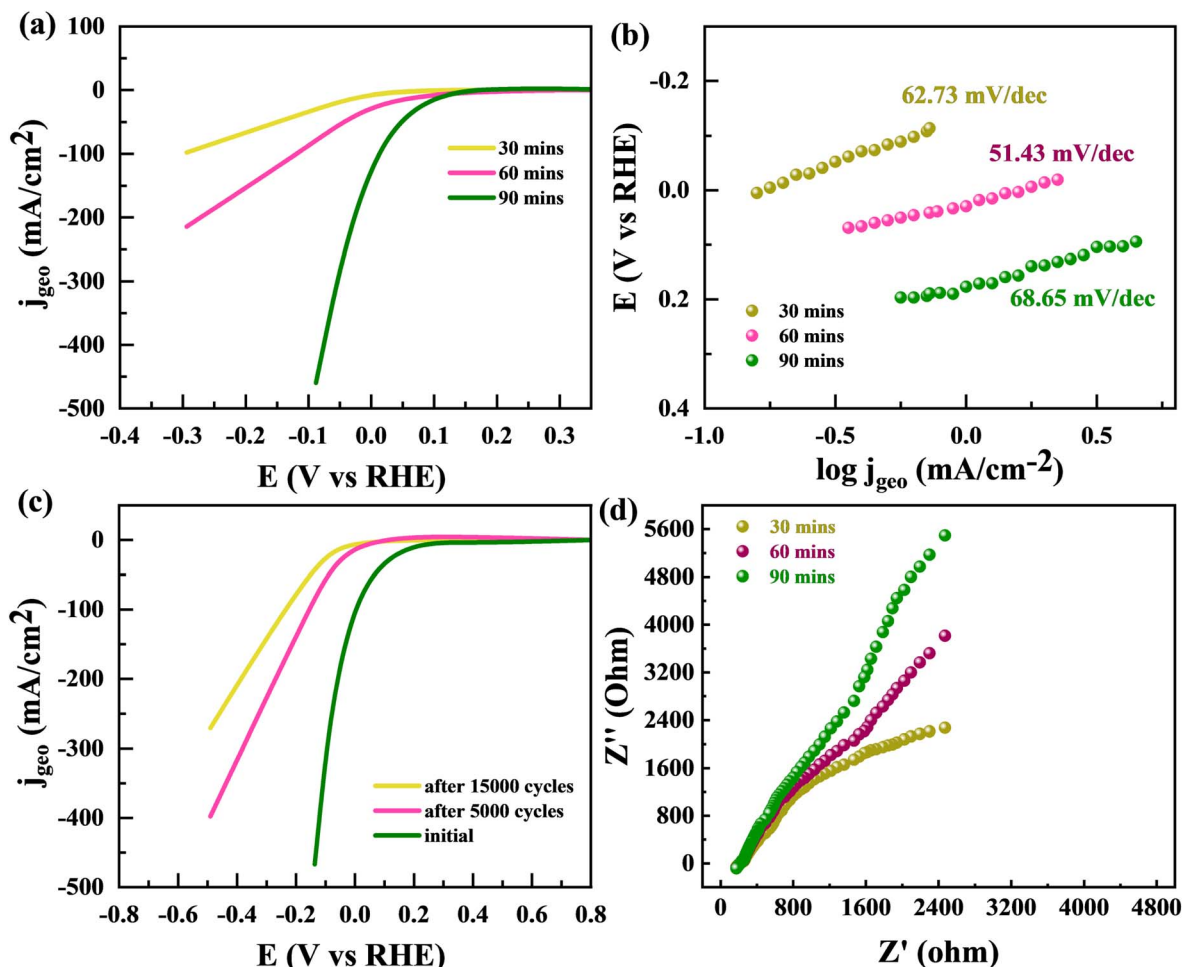 (a)
100
0
-100
-200
-300
-400
-500
j_geo (mA/cm²)
30 mins
60 mins
90 mins
-0.4 -0.3 -0.2 -0.1 0.0 0.1 0.2 0.3
E (V vs RHE)
(b)
-0.2
0.0
0.2
0.4
E (V vs RHE)
62.73 mV/dec
51.43 mV/dec
68.65 mV/dec
30 mins
60 mins
90 mins
-1.0 -0.5 0.0 0.5
log j_geo (mA/cm⁻²)
(c)
0
-100
-200
-300
-400
-500
j_geo (mA/cm²)
after 15000 cycles
after 5000 cycles
initial
-0.8 -0.6 -0.4 -0.2 0.0 0.2 0.4 0.6 0.8
E (V vs RHE)
(d)
5600
4800
4000
3200
2400
1600
800
0
Z'' (Ohm)
30 mins
60 mins
90 mins
0 800 1600 2400 3200 4000 4800
Z' (ohm)